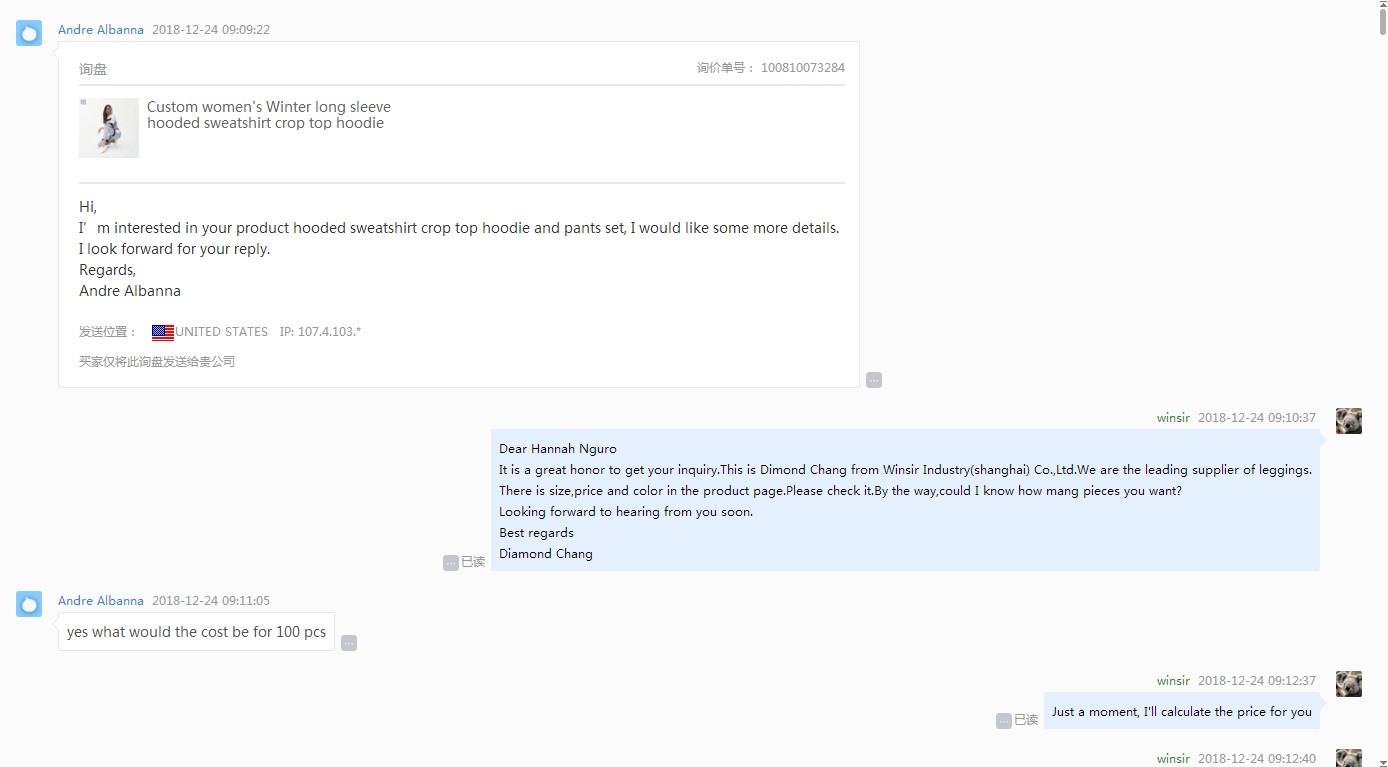 Andre Albanna 2018-12-24 09:09:22
询盘 询价单号： 100810073284
Custom women's Winter long sleeve
hooded sweatshirt crop top hoodie
Hi,
I’m interested in your product hooded sweatshirt crop top hoodie and pants set, I would like some more details.
I look forward for your reply.
Regards,
Andre Albanna
发送位置： UNITED STATES IP: 107.4.103.*
买家仅将此询盘发送给贵公司
winsir 2018-12-24 09:10:37
Dear Hannah Nguro
It is a great honor to get your inquiry.This is Dimond Chang from Winsir Industry(shanghai) Co.,Ltd.We are the leading supplier of leggings.
There is size,price and color in the product page.Please check it.By the way,could I know how mang pieces you want?
Looking forward to hearing from you soon.
Best regards
Diamond Chang
已读
Andre Albanna 2018-12-24 09:11:05
yes what would the cost be for 100 pcs
winsir 2018-12-24 09:12:37
Just a moment, I'll calculate the price for you
已读
winsir 2018-12-24 09:12:40